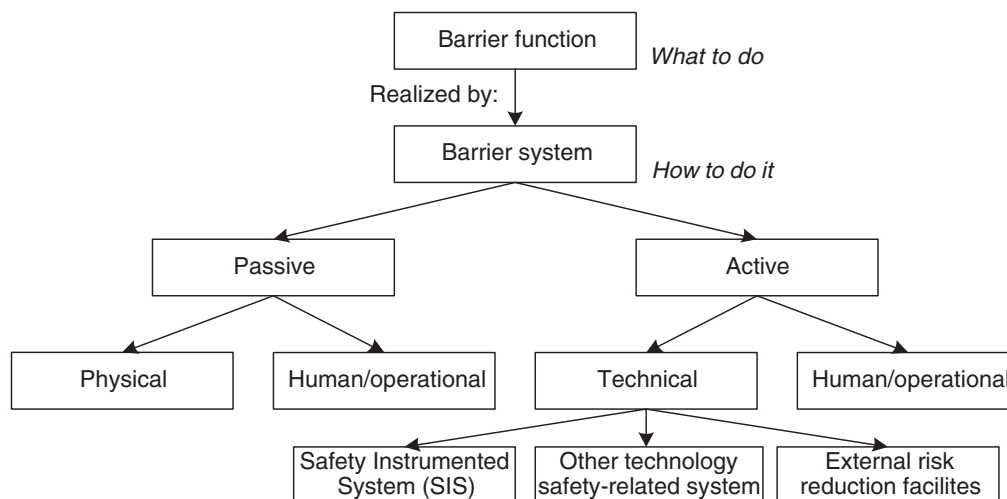 Barrier function
What to do
Realized by:
Barrier system
How to do it
Passive
Active
Physical
Human/operational
Technical
Human/operational
Safety Instrumented
System (SIS)
Other technology
safety-related system
External risk
reduction facilites